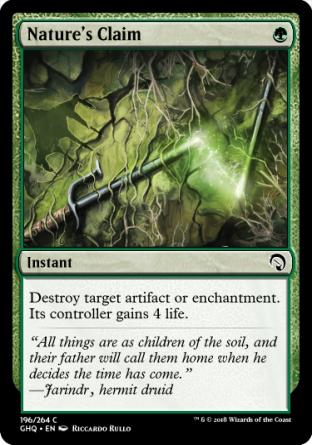 Nature's Claim
Instant
Destroy target artifact or enchantment.
Its controller gains 4 life.
“All things are as children of the soil, and
their father will call them home when he
decides the time has come.”
—Jarindr, hermit druid
196/264 C
GHQ • EN Riccardo Rullo
™ & © 2018 Wizards of the Coast